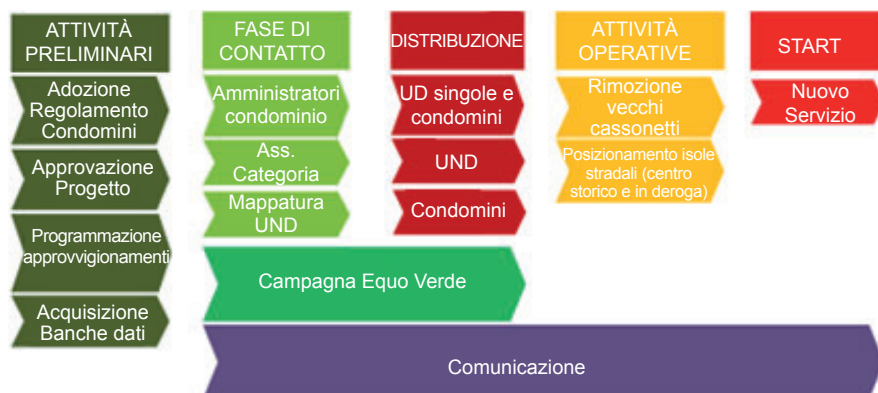 ATTIVITÀ
PRELIMINARI
Adozione
Regolamento
Condomini
Approvazione
Progetto
Programmazione
approvvigionamenti
Acquisizione
Banche dati
FASE DI
CONTATTO
Amministratori
condominio
Ass.
Categoria
Mappatura
UND
DISTRIBUZIONE
UD singole e
condomini
UND
Condomini
ATTIVITÀ
OPERATIVE
Rimozione
vecchi
cassonetti
Posizionamento isole
stradali (centro
storico e in deroga)
START
Nuovo
Servizio
Campagna Equo Verde
Comunicazione